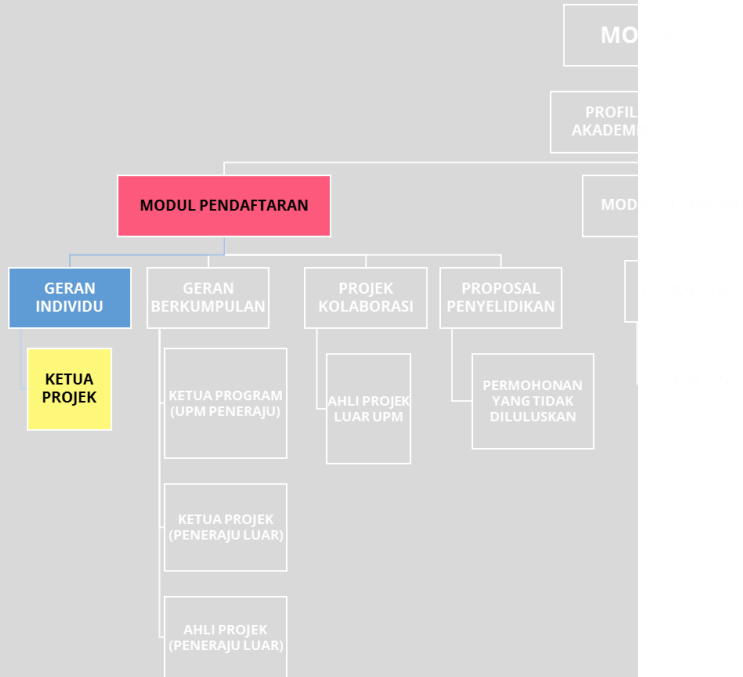 MO
PROFIL
AKADEM
MODUL PENDAFTARAN
MOD
GERAN
INDIVIDU
GERAN
BERKUMPULAN
PROJEK
KOLABORASI
PROPOSAL
PENYELIDIKAN
KETUA
PROJEK
KETUA PROGRAM
(UPM PENERAJU)
AHLI PROJEK
LUAR UPM
PERMOHONAN
YANG TIDAK
DILULUSKAN
KETUA PROJEK
(PENERAJU LUAR)
AHLI PROJEK
(PENERAJU LUAR)